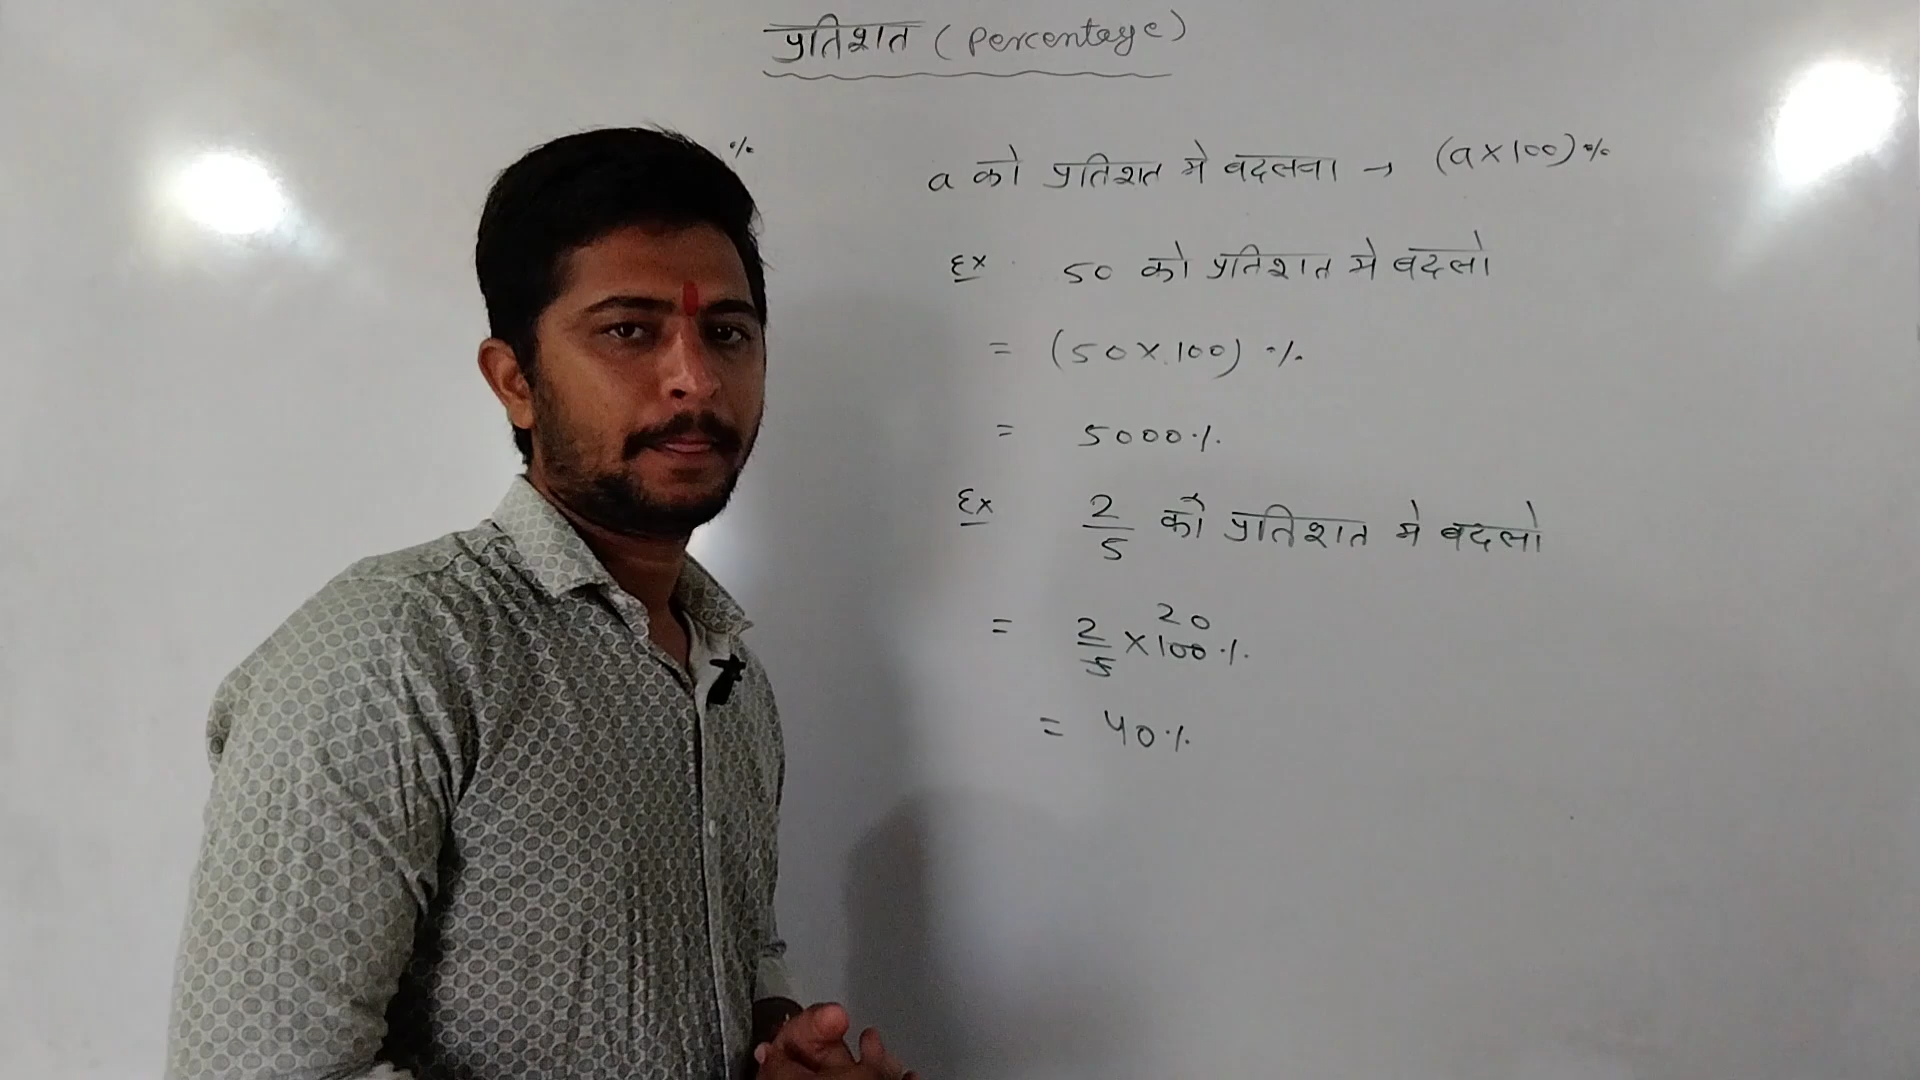 प्रतिशत ( Percentage )
%
a को प्रतिशत मे बदलना → (a×100)%
Ex 50 को प्रतिशत मे बदलो
= (50×100) %
= 5000%
Ex 2/5 को प्रतिशत मे बदलो
20
= 2/5 ×100%
= 40%